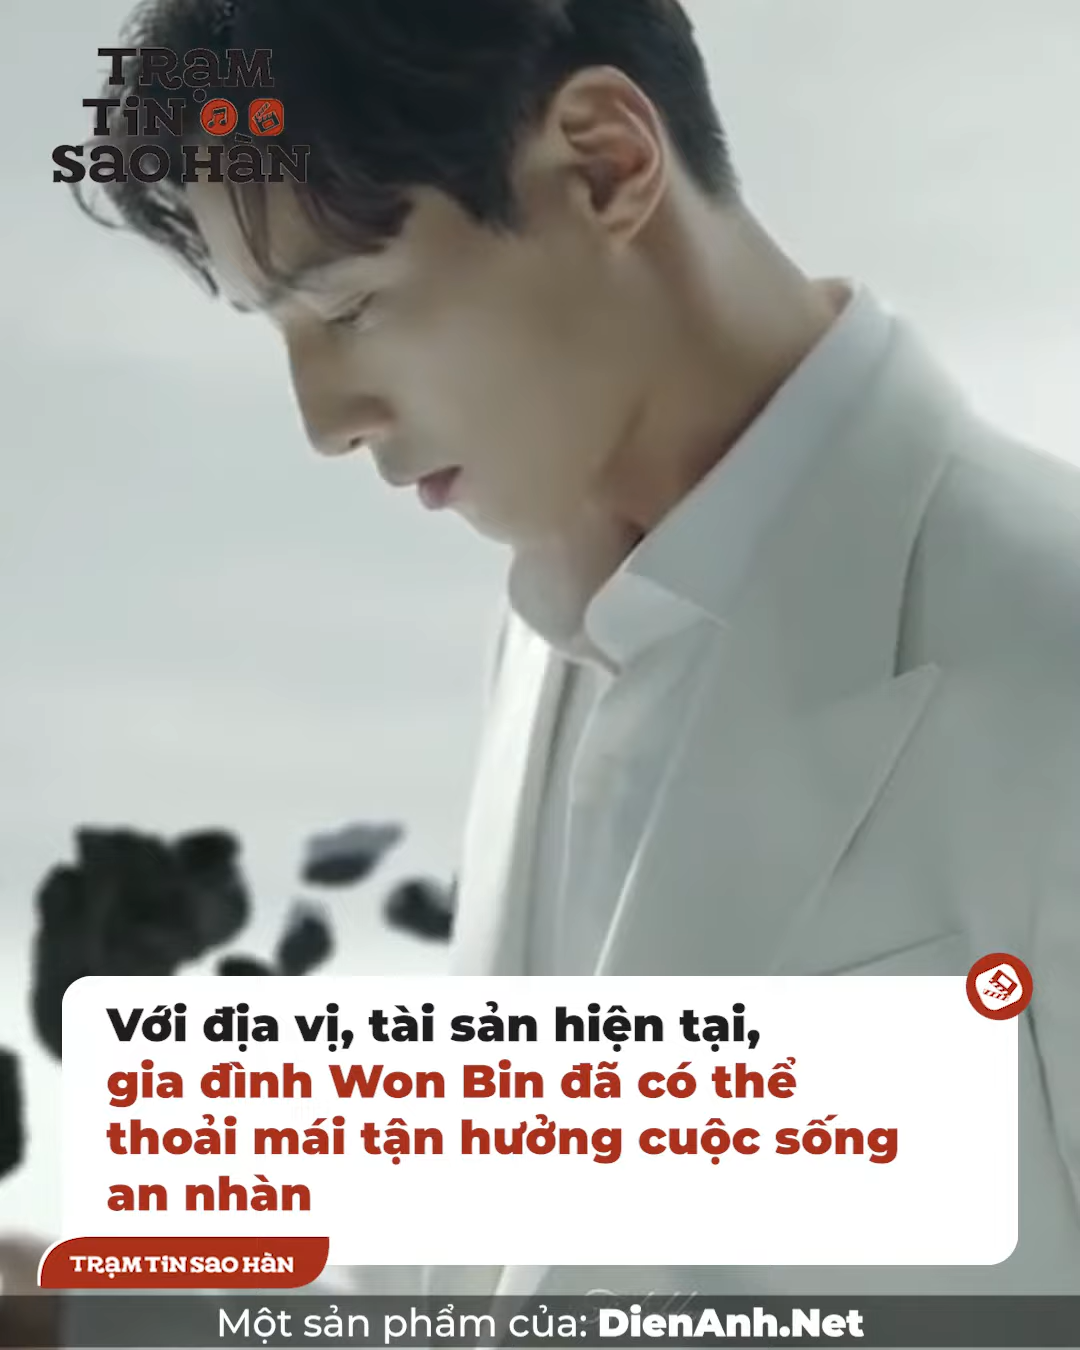 TRẠM
TiN
SAO HÀN
Với địa vị, tài sản hiện tại,
gia đình Won Bin đã có thể
thoải mái tận hưởng cuộc sống
an nhàn
TRẠM TiN SAO HÀN
Một sản phẩm của: DienAnh.Net